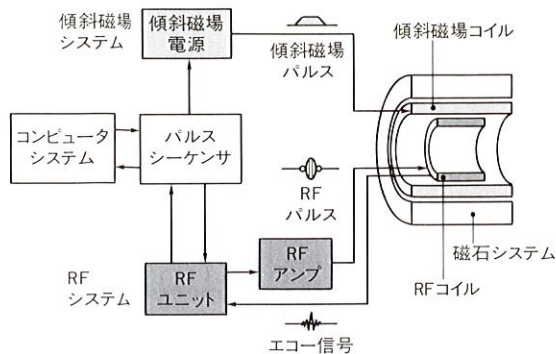 傾斜磁場
システム
傾斜磁場
電源
傾斜磁場
パルス
傾斜磁場コイル
コンピュータ
システム
パルス
シーケンサ
RF
パルス
磁石システム
RFコイル
RF
システム
RF
ユニット
RF
アンプ
エコー信号